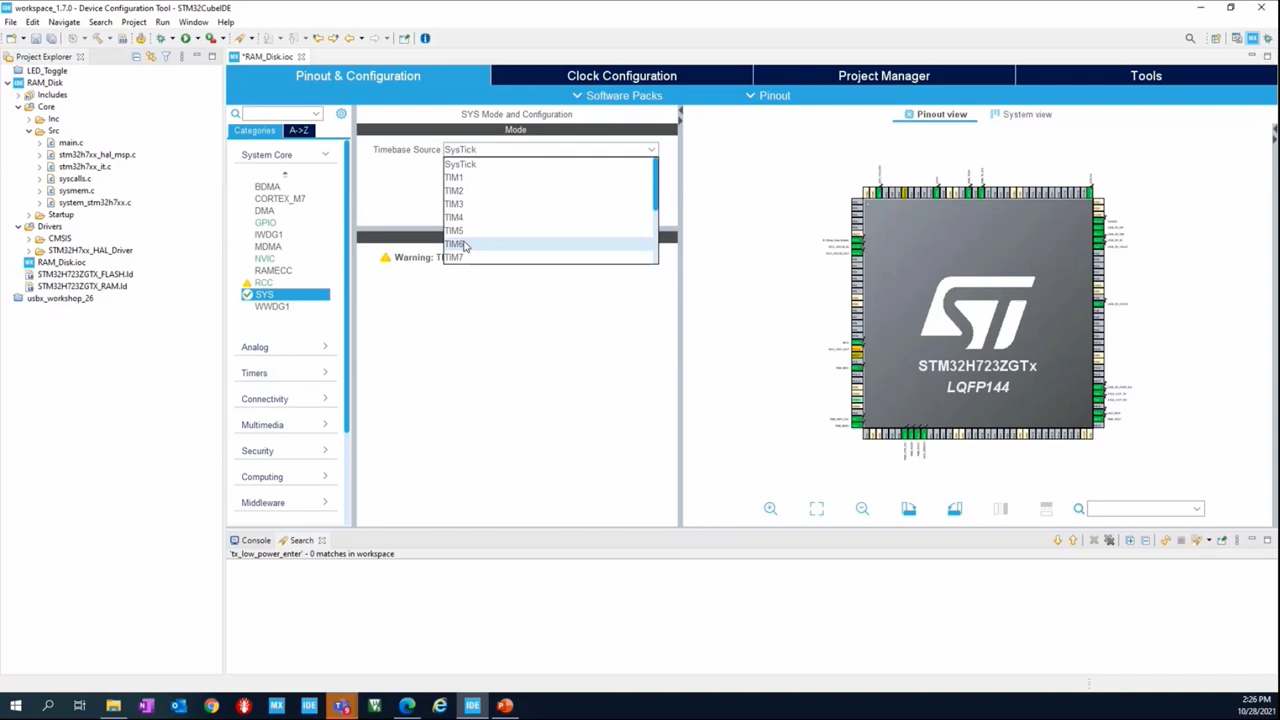 workspace_1.7.0 - Device Configuration Tool - STM32CubeIDE
File Edit Navigate Search Project Run Window Help
Project Explorer
LED_Toggle
RAM_Disk
Includes
Core
Inc
Src
main.c
stm32h7xx_hal_msp.c
stm32h7xx_it.c
syscalls.c
sysmem.c
system_stm32h7xx.c
Startup
Drivers
CMSIS
STM32H7xx_HAL_Driver
RAM_Disk.ioc
STM32H723ZGTX_FLASH.ld
STM32H723ZGTX_RAM.ld
usbx_workshop_26
*RAM_Disk.ioc
Pinout & Configuration
Clock Configuration
Project Manager
Tools
Software Packs
Pinout
Categories
A->Z
System Core
BDMA
CORTEX_M7
DMA
GPIO
IWDG1
MDMA
NVIC
RAMECC
RCC
SYS
WWDG1
Analog
Timers
Connectivity
Multimedia
Security
Computing
Middleware
SYS Mode and Configuration
Mode
Timebase Source
SysTick
SysTick
TIM1
TIM2
TIM3
TIM4
TIM5
TIM6
TIM7
Warning:
Pinout view
System view
ST
STM32H723ZGTx
LQFP144
Console
Search
'tx_low_power_enter' - 0 matches in workspace
IDE
2:26 PM
10/28/2021